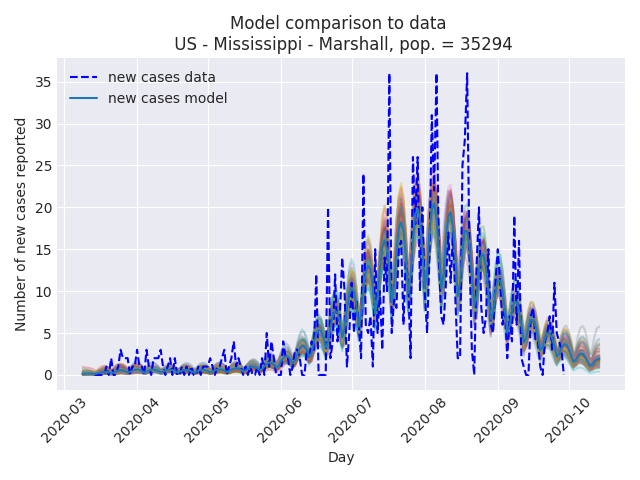 Model comparison to data
US - Mississippi - Marshall, pop. = 35294
new cases data
new cases model
Number of new cases reported
35
30
25
20
15
10
5
0
2020-03
2020-04
2020-05
2020-06
2020-07
2020-08
2020-09
2020-10
Day